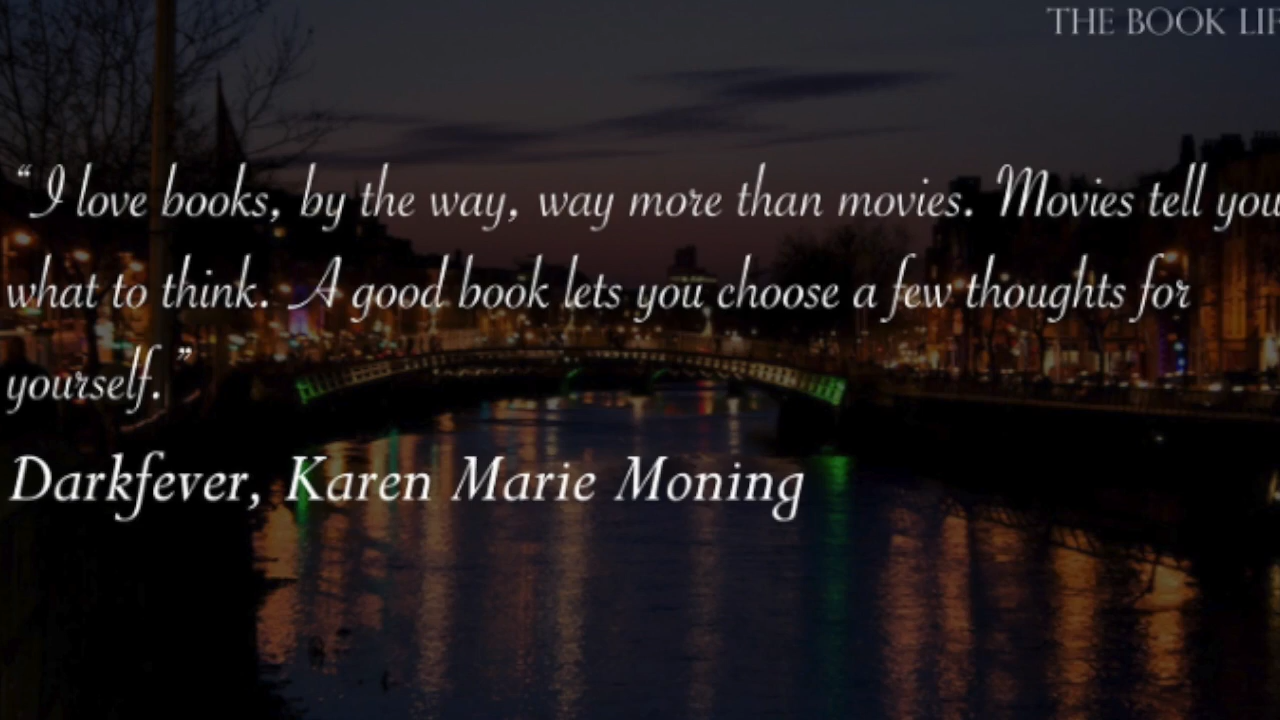 THE BOOK
“I love books, by the way, way more than movies. Movies tell you
what to think. A good book lets you choose a few thoughts for
yourself.”
Darkfever, Karen Marie Moning